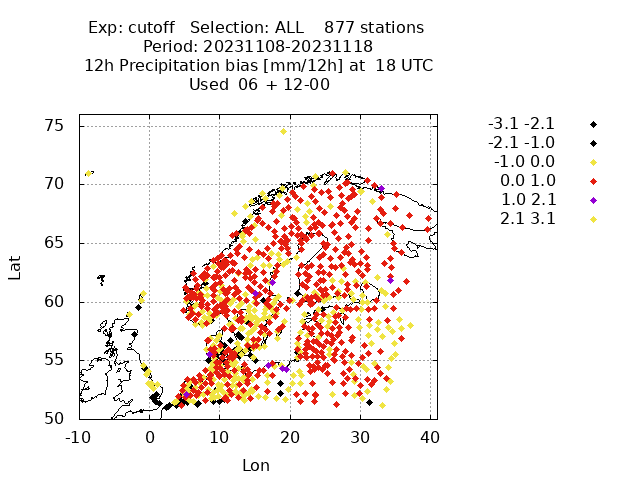 Exp: cutoff   Selection: ALL    877 stations
Period: 20231108-20231118
12h Precipitation bias [mm/12h] at  18 UTC
Used  06 + 12-00
-3.1 -2.1
-2.1 -1.0
-1.0 0.0
0.0 1.0
1.0 2.1
2.1 3.1
75
70
65
60
55
50
Lat
-10 0 10 20 30 40
Lon